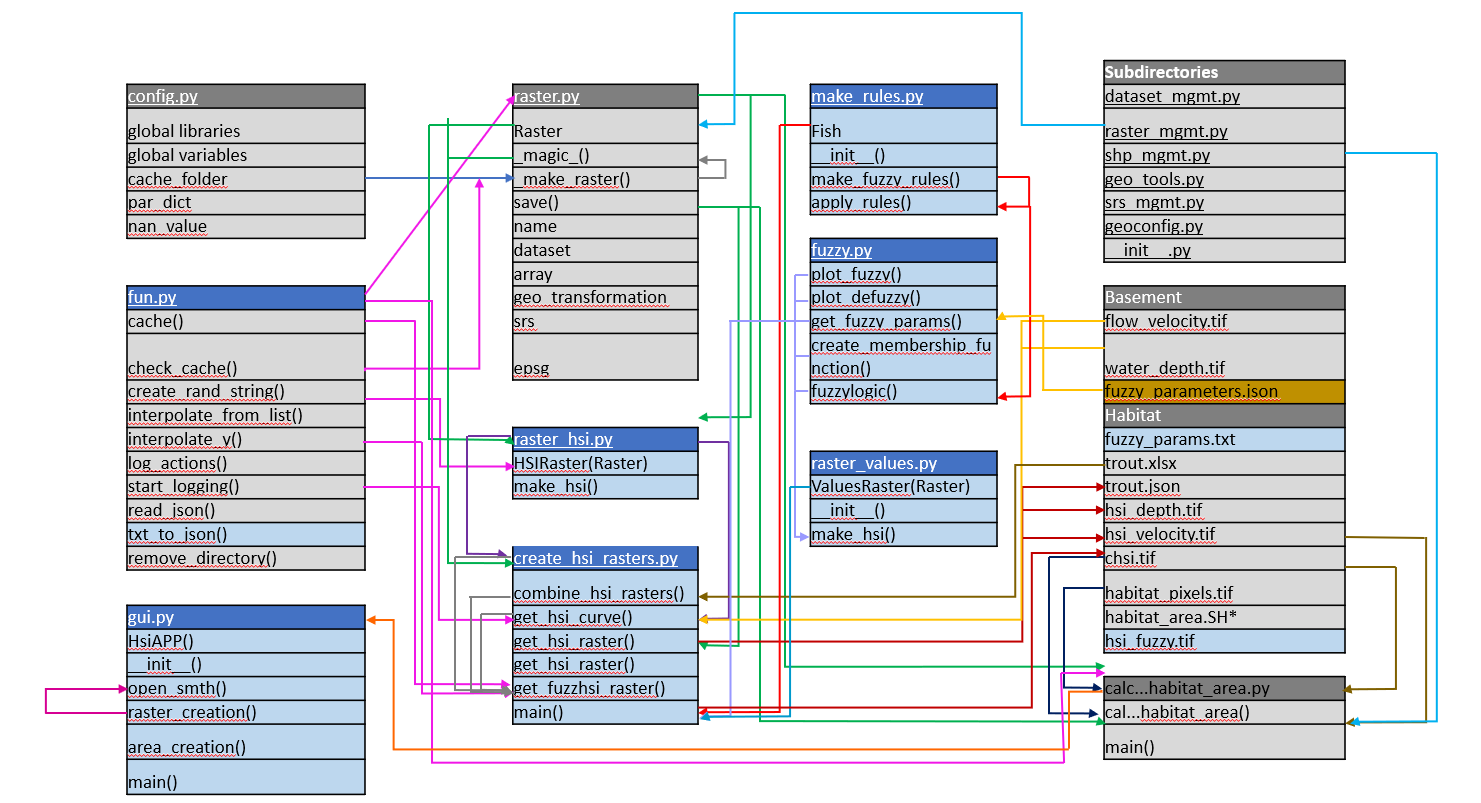 config.py
global libraries
global variables
cache_folder
par_dict
nan_value
fun.py
cache()
check_cache()
create_rand_string()
interpolate_from_list()
interpolate_y()
log_actions()
start_logging()
read_json()
txt_to_json()
remove_directory()
gui.py
HsiAPP()
__init__()
open_smth()
raster_creation()
area_creation()
main()
raster.py
Raster
_magic_()
_make_raster()
save()
name
dataset
array
geo_transformation
srs
epsg
raster_hsi.py
HSIRaster(Raster)
make_hsi()
create_hsi_rasters.py
combine_hsi_rasters()
get_hsi_curve()
get_hsi_raster()
get_hsi_raster()
get_fuzzhsi_raster()
main()
make_rules.py
Fish
__init__()
make_fuzzy_rules()
apply_rules()
fuzzy.py
plot_fuzzy()
plot_defuzzy()
get_fuzzy_params()
create_membership_fu
nction()
fuzzylogic()
raster_values.py
ValuesRaster(Raster)
__init__()
make_hsi()
Subdirectories
dataset_mgmt.py
raster_mgmt.py
shp_mgmt.py
geo_tools.py
srs_mgmt.py
geoconfig.py
__init__.py
Basement
flow_velocity.tif
water_depth.tif
fuzzy_parameters.json
Habitat
fuzzy_params.txt
trout.xlsx
trout.json
hsi_depth.tif
hsi_velocity.tif
chsi.tif
habitat_pixels.tif
habitat_area.SH*
hsi_fuzzy.tif
calc...habitat_area.py
cal...habitat_area()
main()